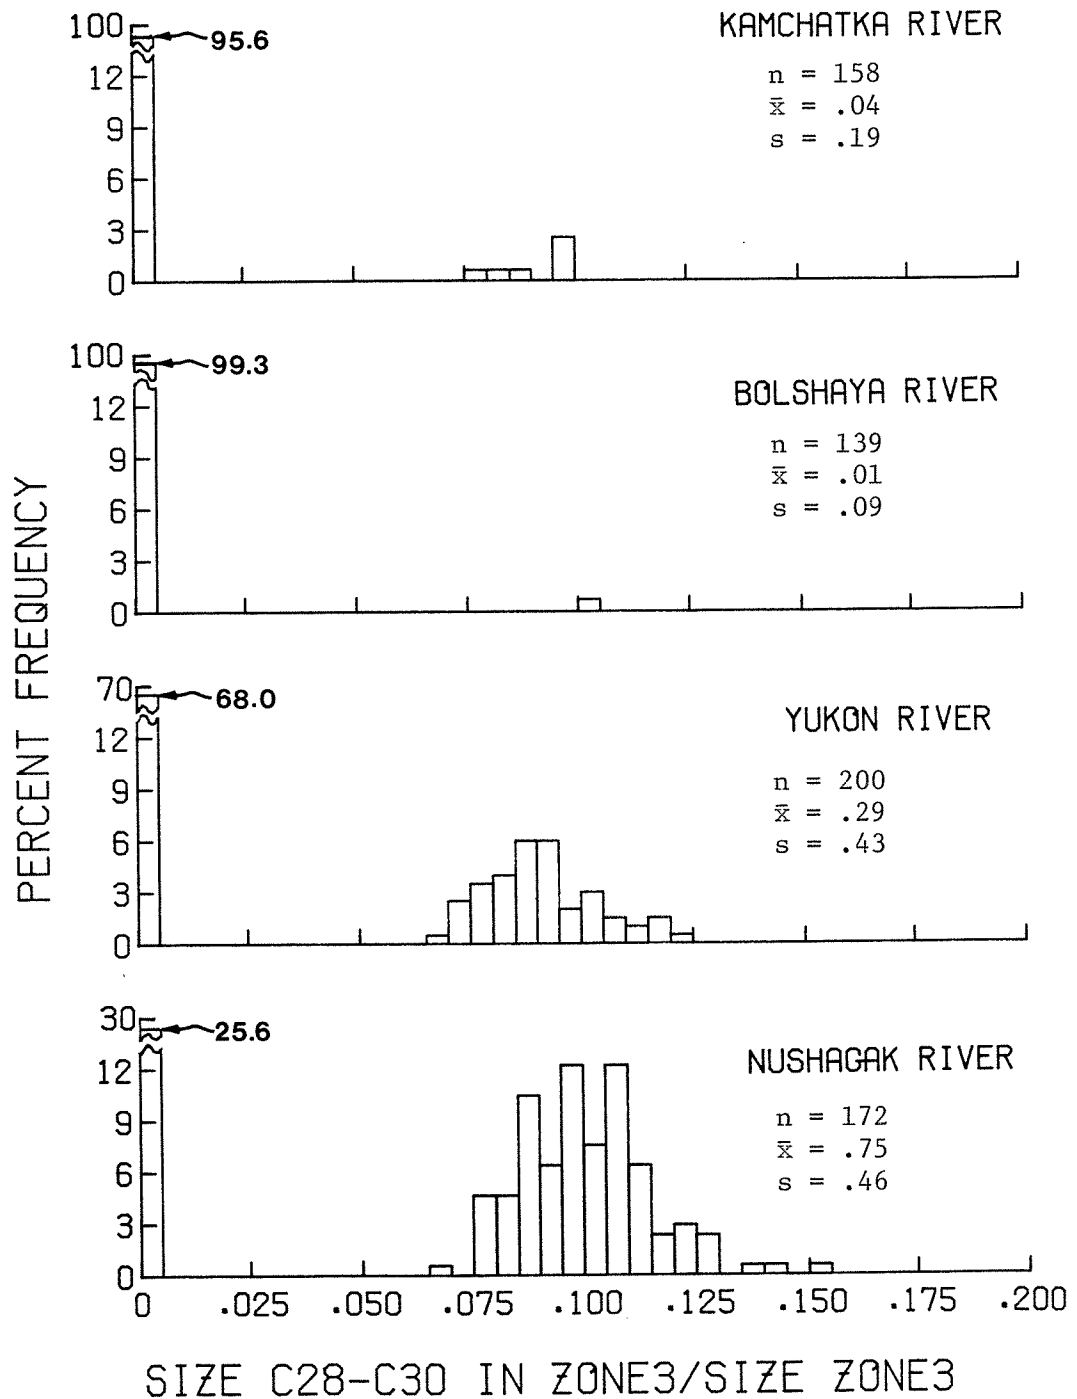 KAMCHATKA RIVER
n = 158
x̄ = .04
s = .19
100
95.6
12
9
6
3
0
BOLSHAYA RIVER
n = 139
x̄ = .01
s = .09
100
99.3
12
9
6
3
0
PERCENT FREQUENCY
YUKON RIVER
n = 200
x̄ = .29
s = .43
70
68.0
12
9
6
3
0
NUSHAGAK RIVER
n = 172
x̄ = .75
s = .46
30
25.6
12
9
6
3
0
0 .025 .050 .075 .100 .125 .150 .175 .200
SIZE C28-C30 IN ZONE3/SIZE ZONE3